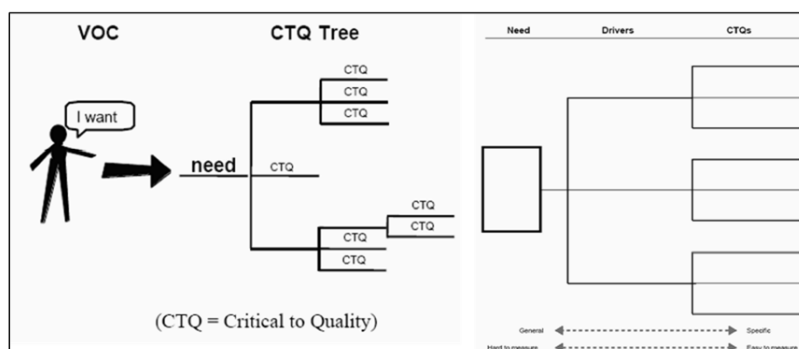 VOC
CTQ Tree
I want
need
CTQ
CTQ
CTQ
CTQ
CTQ
CTQ
CTQ
CTQ
(CTQ = Critical to Quality)
Need Drivers CTQs
General Specific
Hard to measure Easy to measure